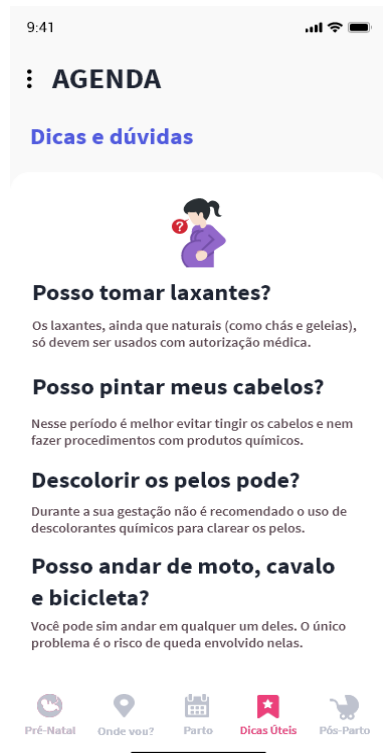 9:41
AGENDA
Dicas e dúvidas
?
Posso tomar laxantes?
Os laxantes, ainda que naturais (como chás e geleias),
só devem ser usados com autorização médica.
Posso pintar meus cabelos?
Nesse período é melhor evitar tingir os cabelos e nem
fazer procedimentos com produtos químicos.
Descolorir os pelos pode?
Durante a sua gestação não é recomendado o uso de
descolorantes químicos para clarear os pelos.
Posso andar de moto, cavalo
e bicicleta?
Você pode sim andar em qualquer um deles. O único
problema é o risco de queda envolvido nelas.
Pré-Natal Onde vou? Parto Dicas Úteis Pós-Parto